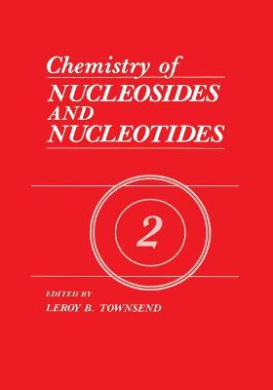 Chemistry of
NUCLEOSIDES
AND
NUCLEOTIDES
2
EDITED BY
LEROY B. TOWNSEND